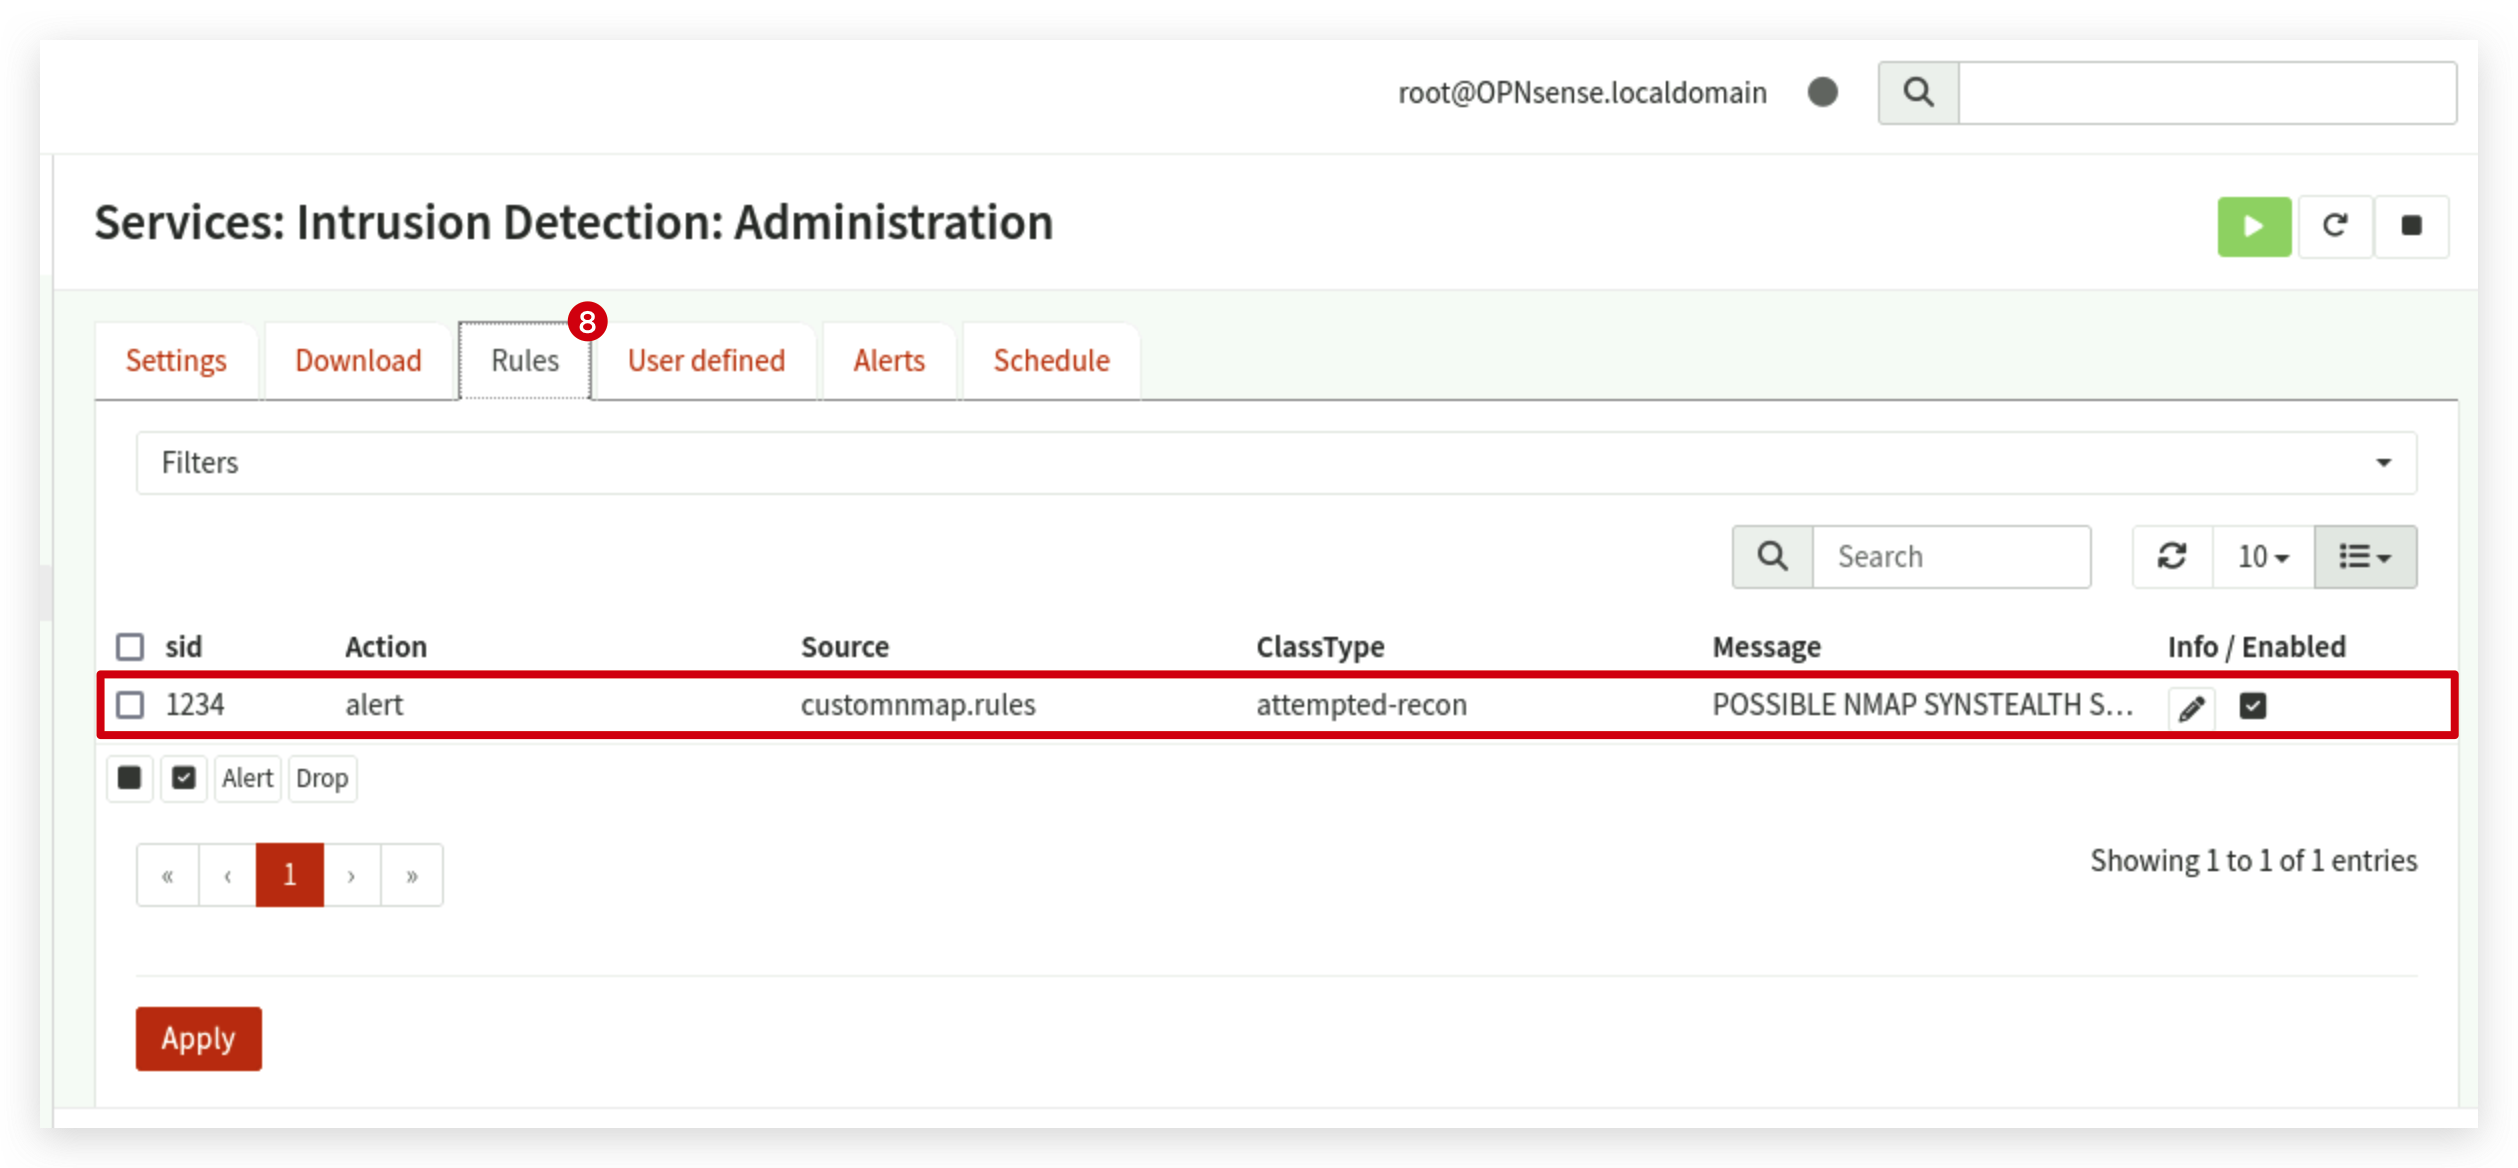 root@OPNsense.localdomain
Services: Intrusion Detection: Administration
8
Settings Download Rules User defined Alerts Schedule
Filters
Search 10
sid Action Source ClassType Message Info / Enabled
1234 alert customnmap.rules attempted-recon POSSIBLE NMAP SYNSTEALTH S...
Alert Drop
« ‹ 1 › »
Showing 1 to 1 of 1 entries
Apply